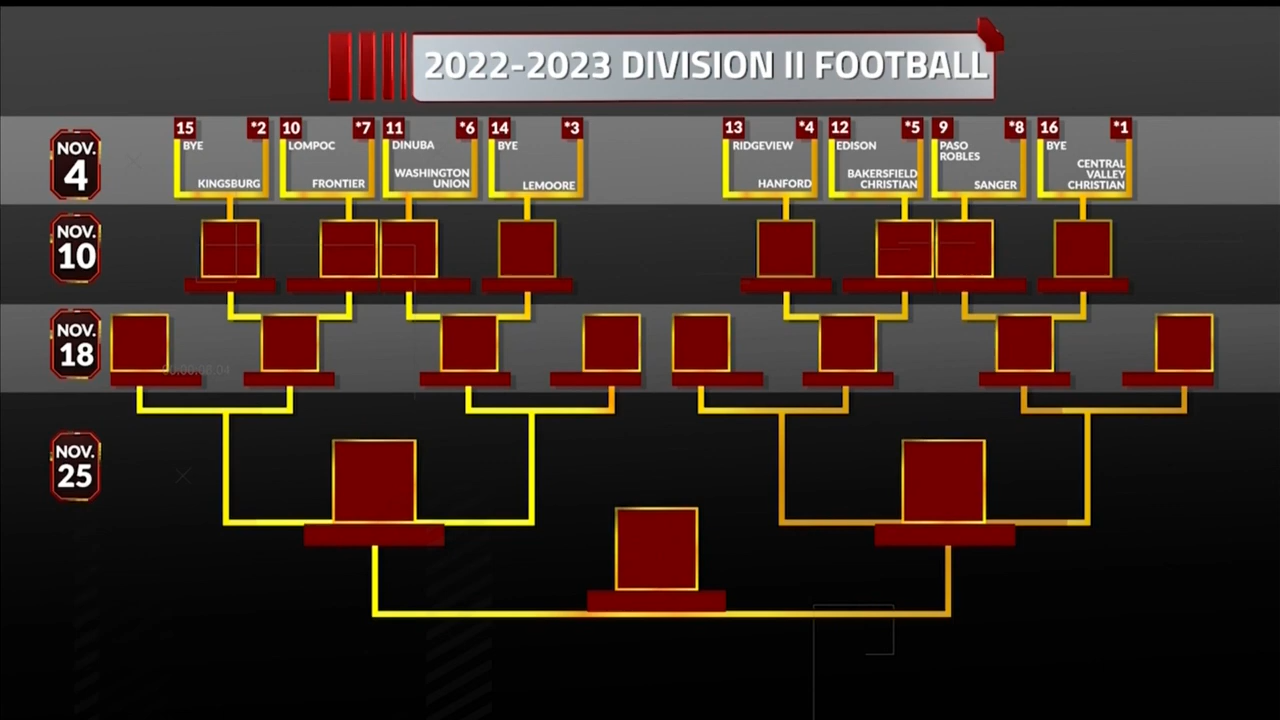 2022-2023 DIVISION II FOOTBALL
NOV.
4
15 *2 10 *7 11 *6 14 *3 13 *4 12 *5 9 *8 16 *1
BYE
KINGSBURG
LOMPOC
FRONTIER
DINUBA
WASHINGTON
UNION
BYE
LEMOORE
RIDGEVIEW
HANFORD
EDISON
BAKERSFIELD
CHRISTIAN
PASO
ROBLES
SANGER
BYE
CENTRAL
VALLEY
CHRISTIAN
NOV.
10
NOV.
18
NOV.
25